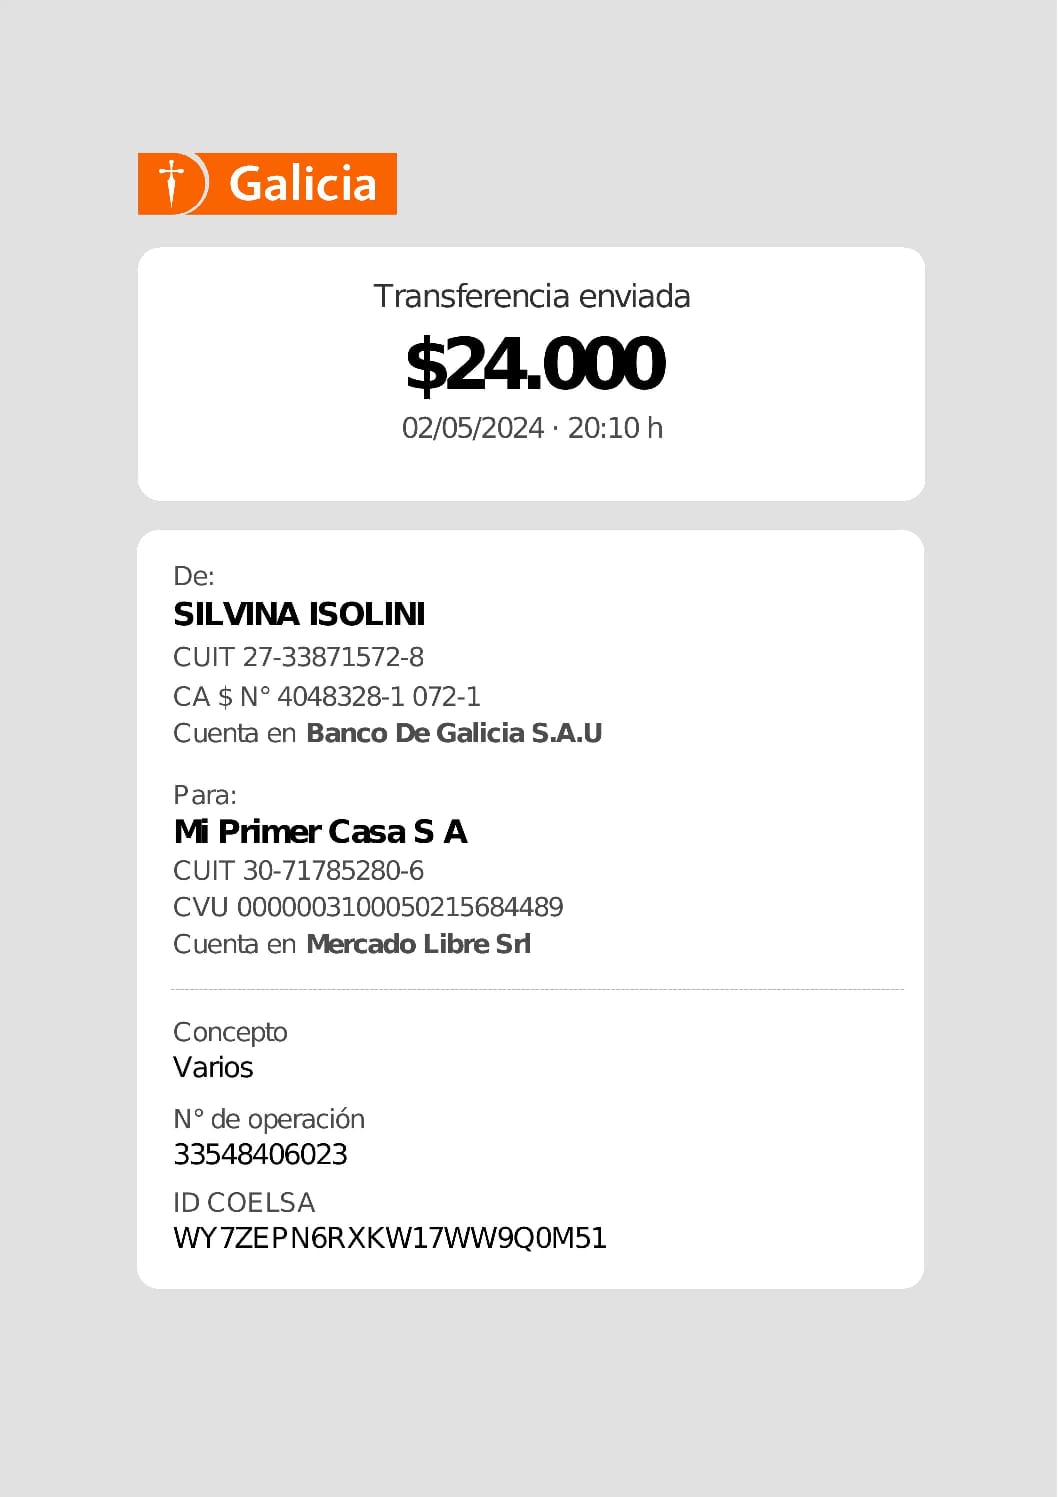 Galicia
Transferencia enviada
$24.000
02/05/2024 · 20:10 h
De:
SILVINA ISOLINI
CUIT 27-33871572-8
CA $ N° 4048328-1 072-1
Cuenta en Banco De Galicia S.A.U
Para:
Mi Primer Casa S A
CUIT 30-71785280-6
CVU 0000003100050215684489
Cuenta en Mercado Libre Srl
Concepto
Varios
N° de operación
33548406023
ID COELSA
WY7ZEPN6RXKW17WW9Q0M51